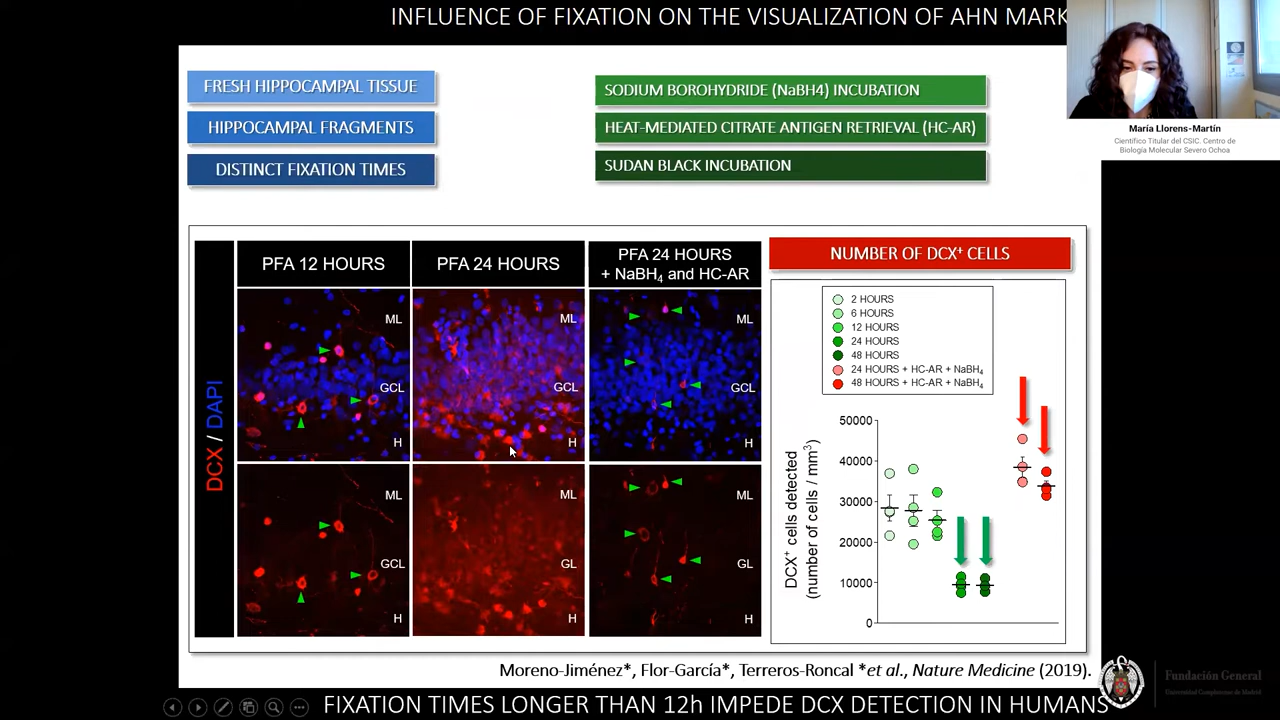 INFLUENCE OF FIXATION ON THE VISUALIZATION OF AHN MARK
FRESH HIPPOCAMPAL TISSUE
HIPPOCAMPAL FRAGMENTS
DISTINCT FIXATION TIMES
SODIUM BOROHYDRIDE (NaBH4) INCUBATION
HEAT-MEDIATED CITRATE ANTIGEN RETRIEVAL (HC-AR)
SUDAN BLACK INCUBATION
María Llorens-Martín
Científico Titular del CSIC. Centro de
Biología Molecular Severo Ochoa
DCX / DAPI
PFA 12 HOURS
PFA 24 HOURS
PFA 24 HOURS
+ NaBH₄ and HC-AR
ML
GCL
H
ML
GCL
H
ML
GCL
H
ML
GCL
H
ML
GL
H
ML
GL
H
NUMBER OF DCX⁺ CELLS
2 HOURS
6 HOURS
12 HOURS
24 HOURS
48 HOURS
24 HOURS + HC-AR + NaBH₄
48 HOURS + HC-AR + NaBH₄
DCX⁺ cells detected
(number of cells / mm³)
50000
40000
30000
20000
10000
0
Moreno-Jiménez*, Flor-García*, Terreros-Roncal *et al., Nature Medicine (2019).
Fundación General
Universidad Complutense de Madrid
FIXATION TIMES LONGER THAN 12h IMPEDE DCX DETECTION IN HUMANS